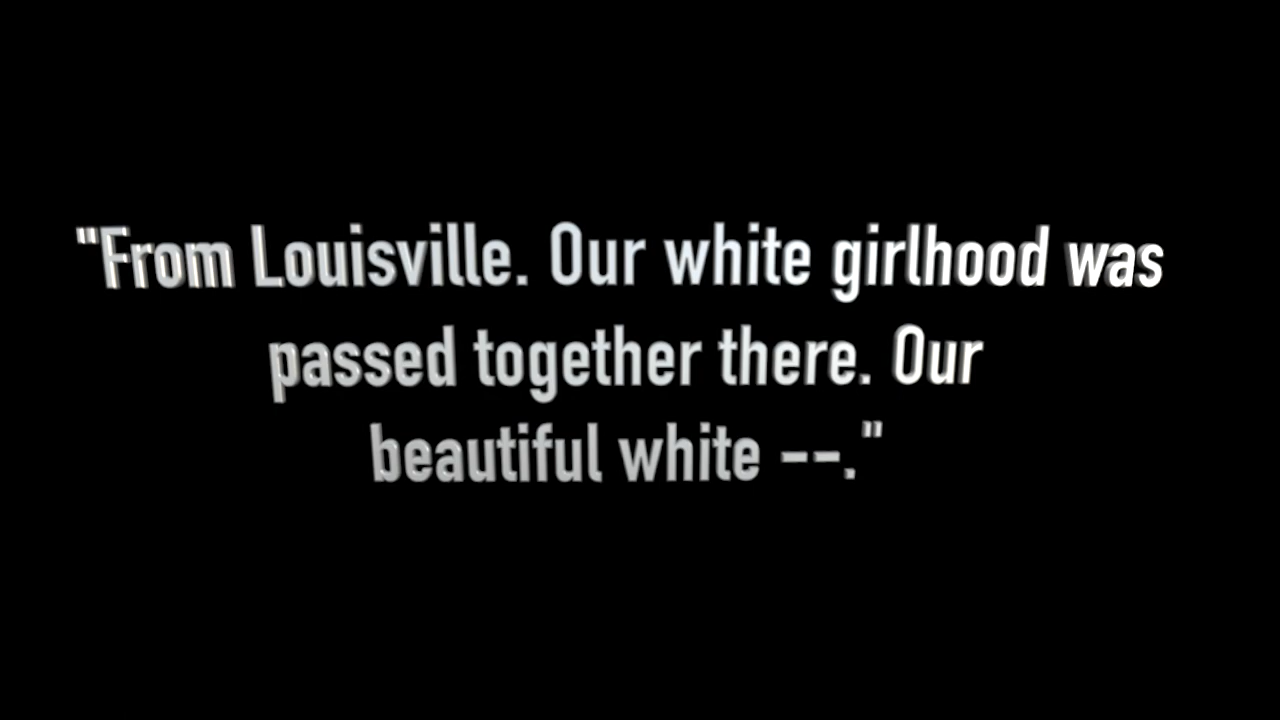 "From Louisville. Our white girlhood was
passed together there. Our
beautiful white --."